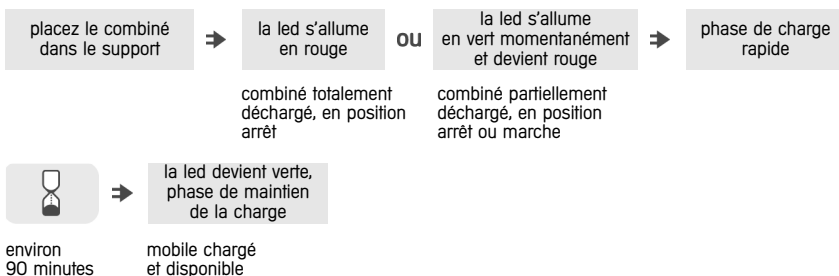 placez le combiné
dans le support
la led s'allume
en rouge
ou
la led s'allume
en vert momentanément
et devient rouge
phase de charge
rapide
combiné totalement
déchargé, en position
arrêt
combiné partiellement
déchargé, en position
arrêt ou marche
la led devient verte,
phase de maintien
de la charge
environ
90 minutes
mobile chargé
et disponible